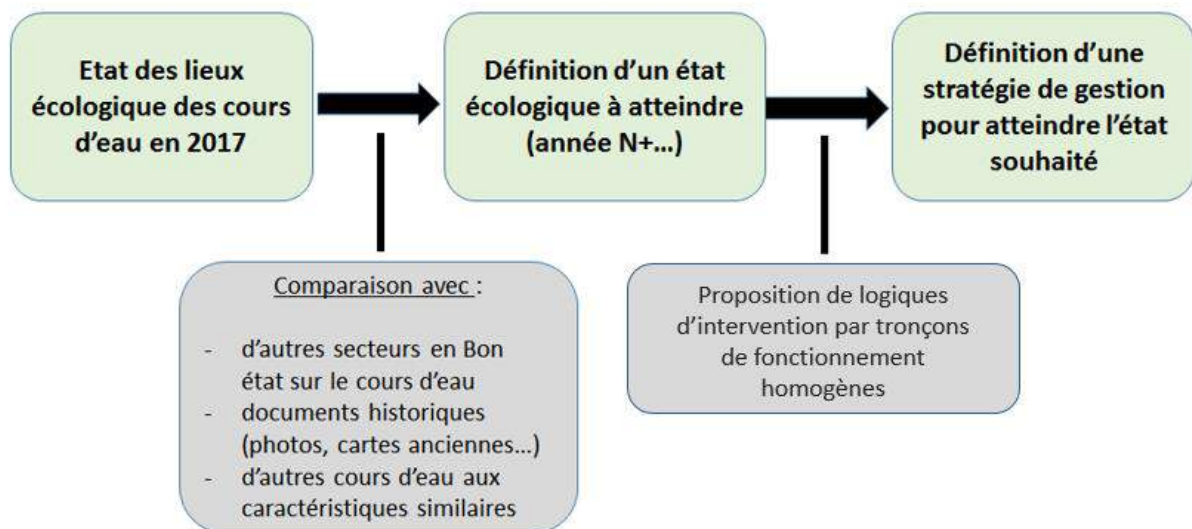 Etat des lieux
écologique des cours
d’eau en 2017
Définition d’un état
écologique à atteindre
(année N+…)
Définition d’une
stratégie de gestion
pour atteindre l’état
souhaité
Comparaison avec :
- d’autres secteurs en Bon
état sur le cours d’eau
- documents historiques
(photos, cartes anciennes…)
- d’autres cours d’eau aux
caractéristiques similaires
Proposition de logiques
d’intervention par tronçons
de fonctionnement
homogènes